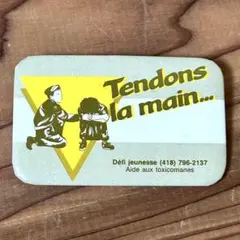 Tendons
la main...
Défi jeunesse (418) 796-2137
Aide aux toxicomanes